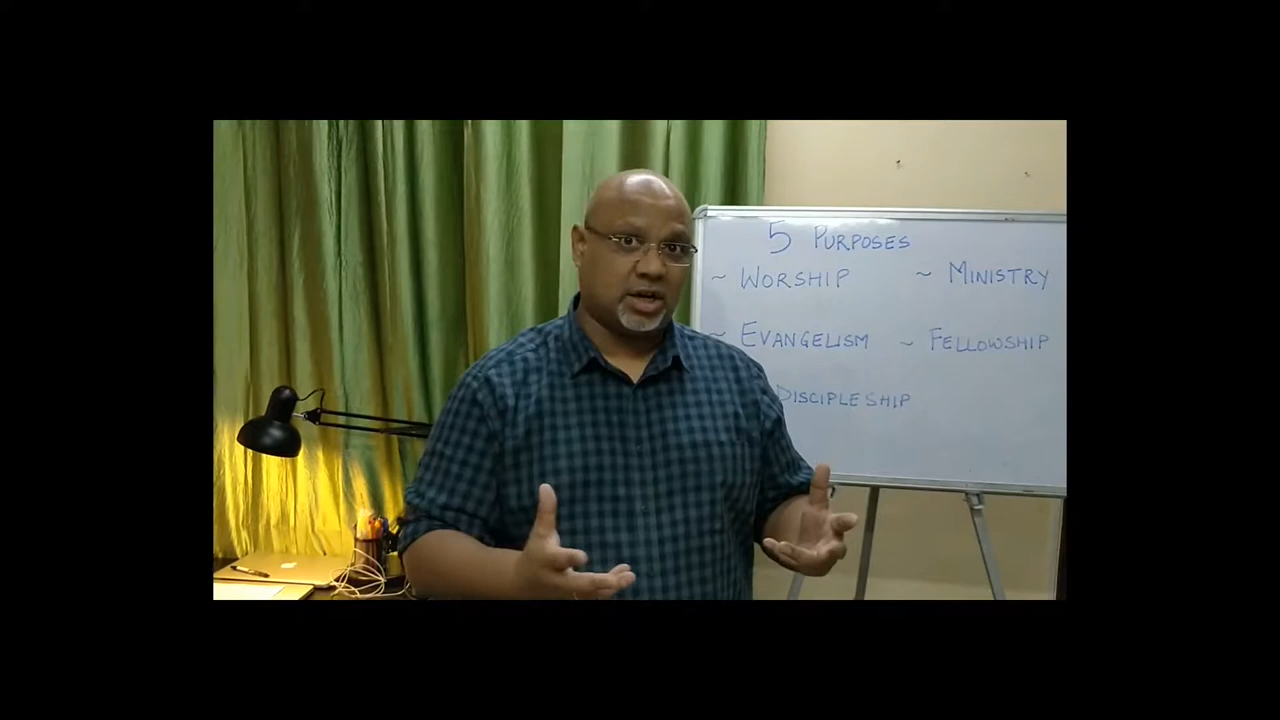 5 PURPOSES
~ WORSHIP ~ MINISTRY
~ EVANGELISM ~ FELLOWSHIP
DISCIPLESHIP